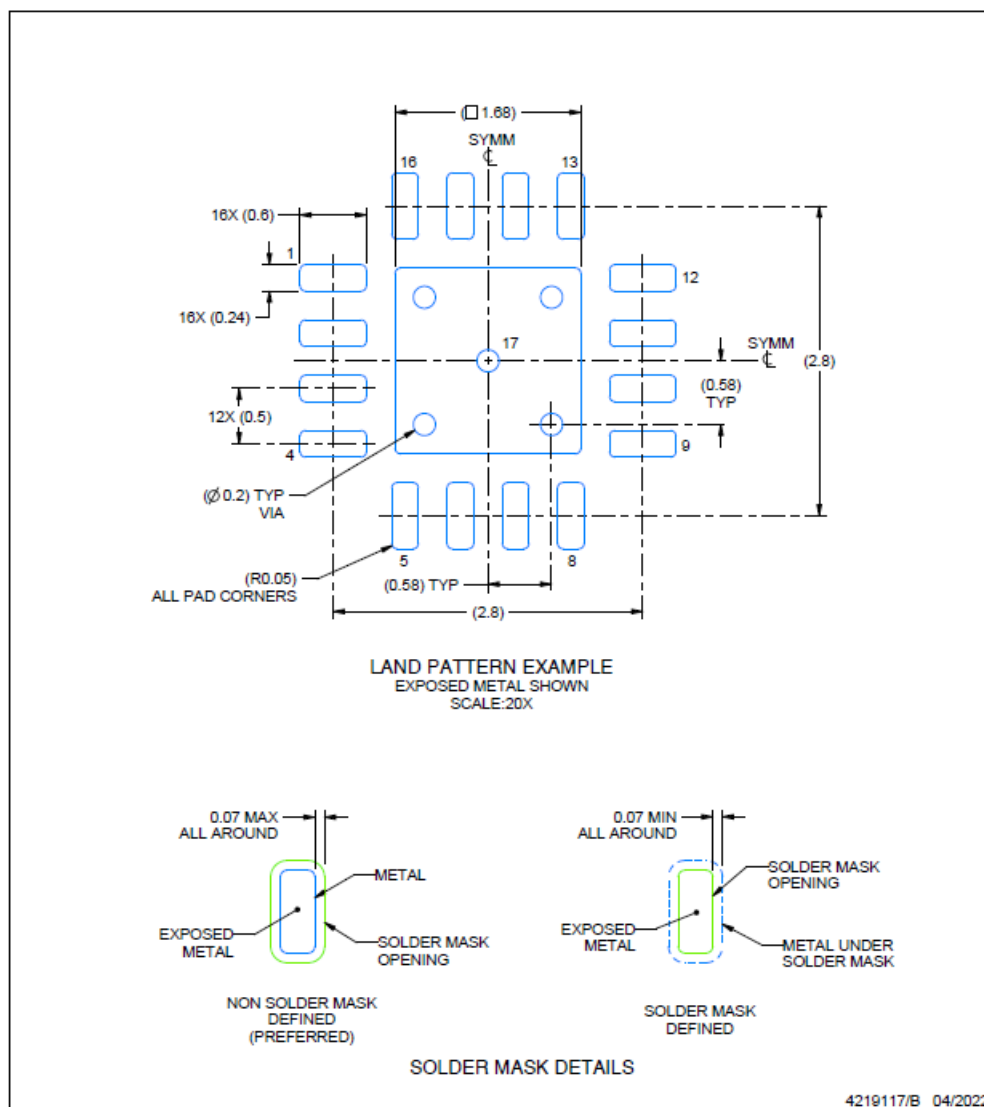 (□ 1.68)
SYMM
℄
16
13
16X (0.6)
1
12
16X (0.24)
17
SYMM
℄
(2.8)
(0.58)
TYP
12X (0.5)
4
9
(Ø 0.2) TYP
VIA
5
8
(R0.05)
ALL PAD CORNERS
(0.58) TYP
(2.8)
LAND PATTERN EXAMPLE
EXPOSED METAL SHOWN
SCALE:20X
0.07 MAX
ALL AROUND
METAL
EXPOSED
METAL
SOLDER MASK
OPENING
NON SOLDER MASK
DEFINED
(PREFERRED)
0.07 MIN
ALL AROUND
SOLDER MASK
OPENING
EXPOSED
METAL
METAL UNDER
SOLDER MASK
SOLDER MASK
DEFINED
SOLDER MASK DETAILS
4219117/B 04/2022